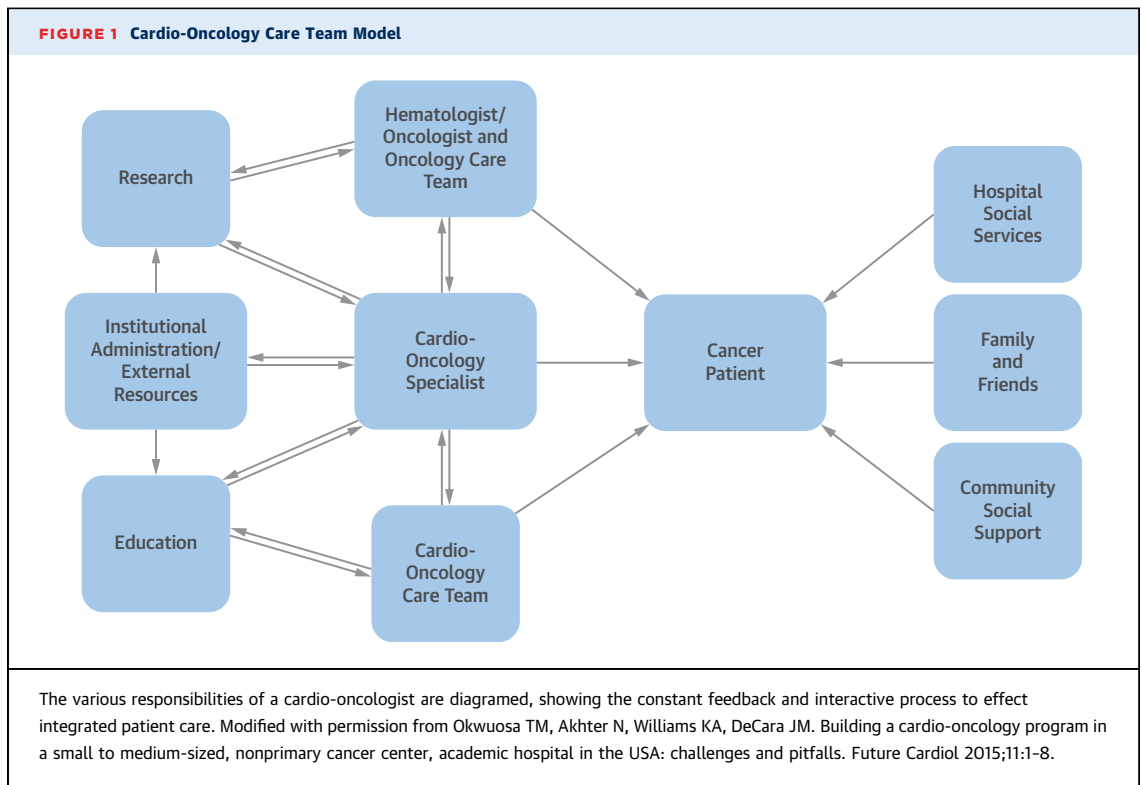 FIGURE 1 Cardio-Oncology Care Team Model
Research
Hematologist/
Oncologist and
Oncology Care
Team
Hospital
Social
Services
Institutional
Administration/
External
Resources
Cardio-
Oncology
Specialist
Cancer
Patient
Family
and
Friends
Education
Cardio-
Oncology
Care Team
Community
Social
Support
The various responsibilities of a cardio-oncologist are diagramed, showing the constant feedback and interactive process to effect
integrated patient care. Modified with permission from Okwuosa TM, Akhter N, Williams KA, DeCara JM. Building a cardio-oncology program in
a small to medium-sized, nonprimary cancer center, academic hospital in the USA: challenges and pitfalls. Future Cardiol 2015;11:1–8.